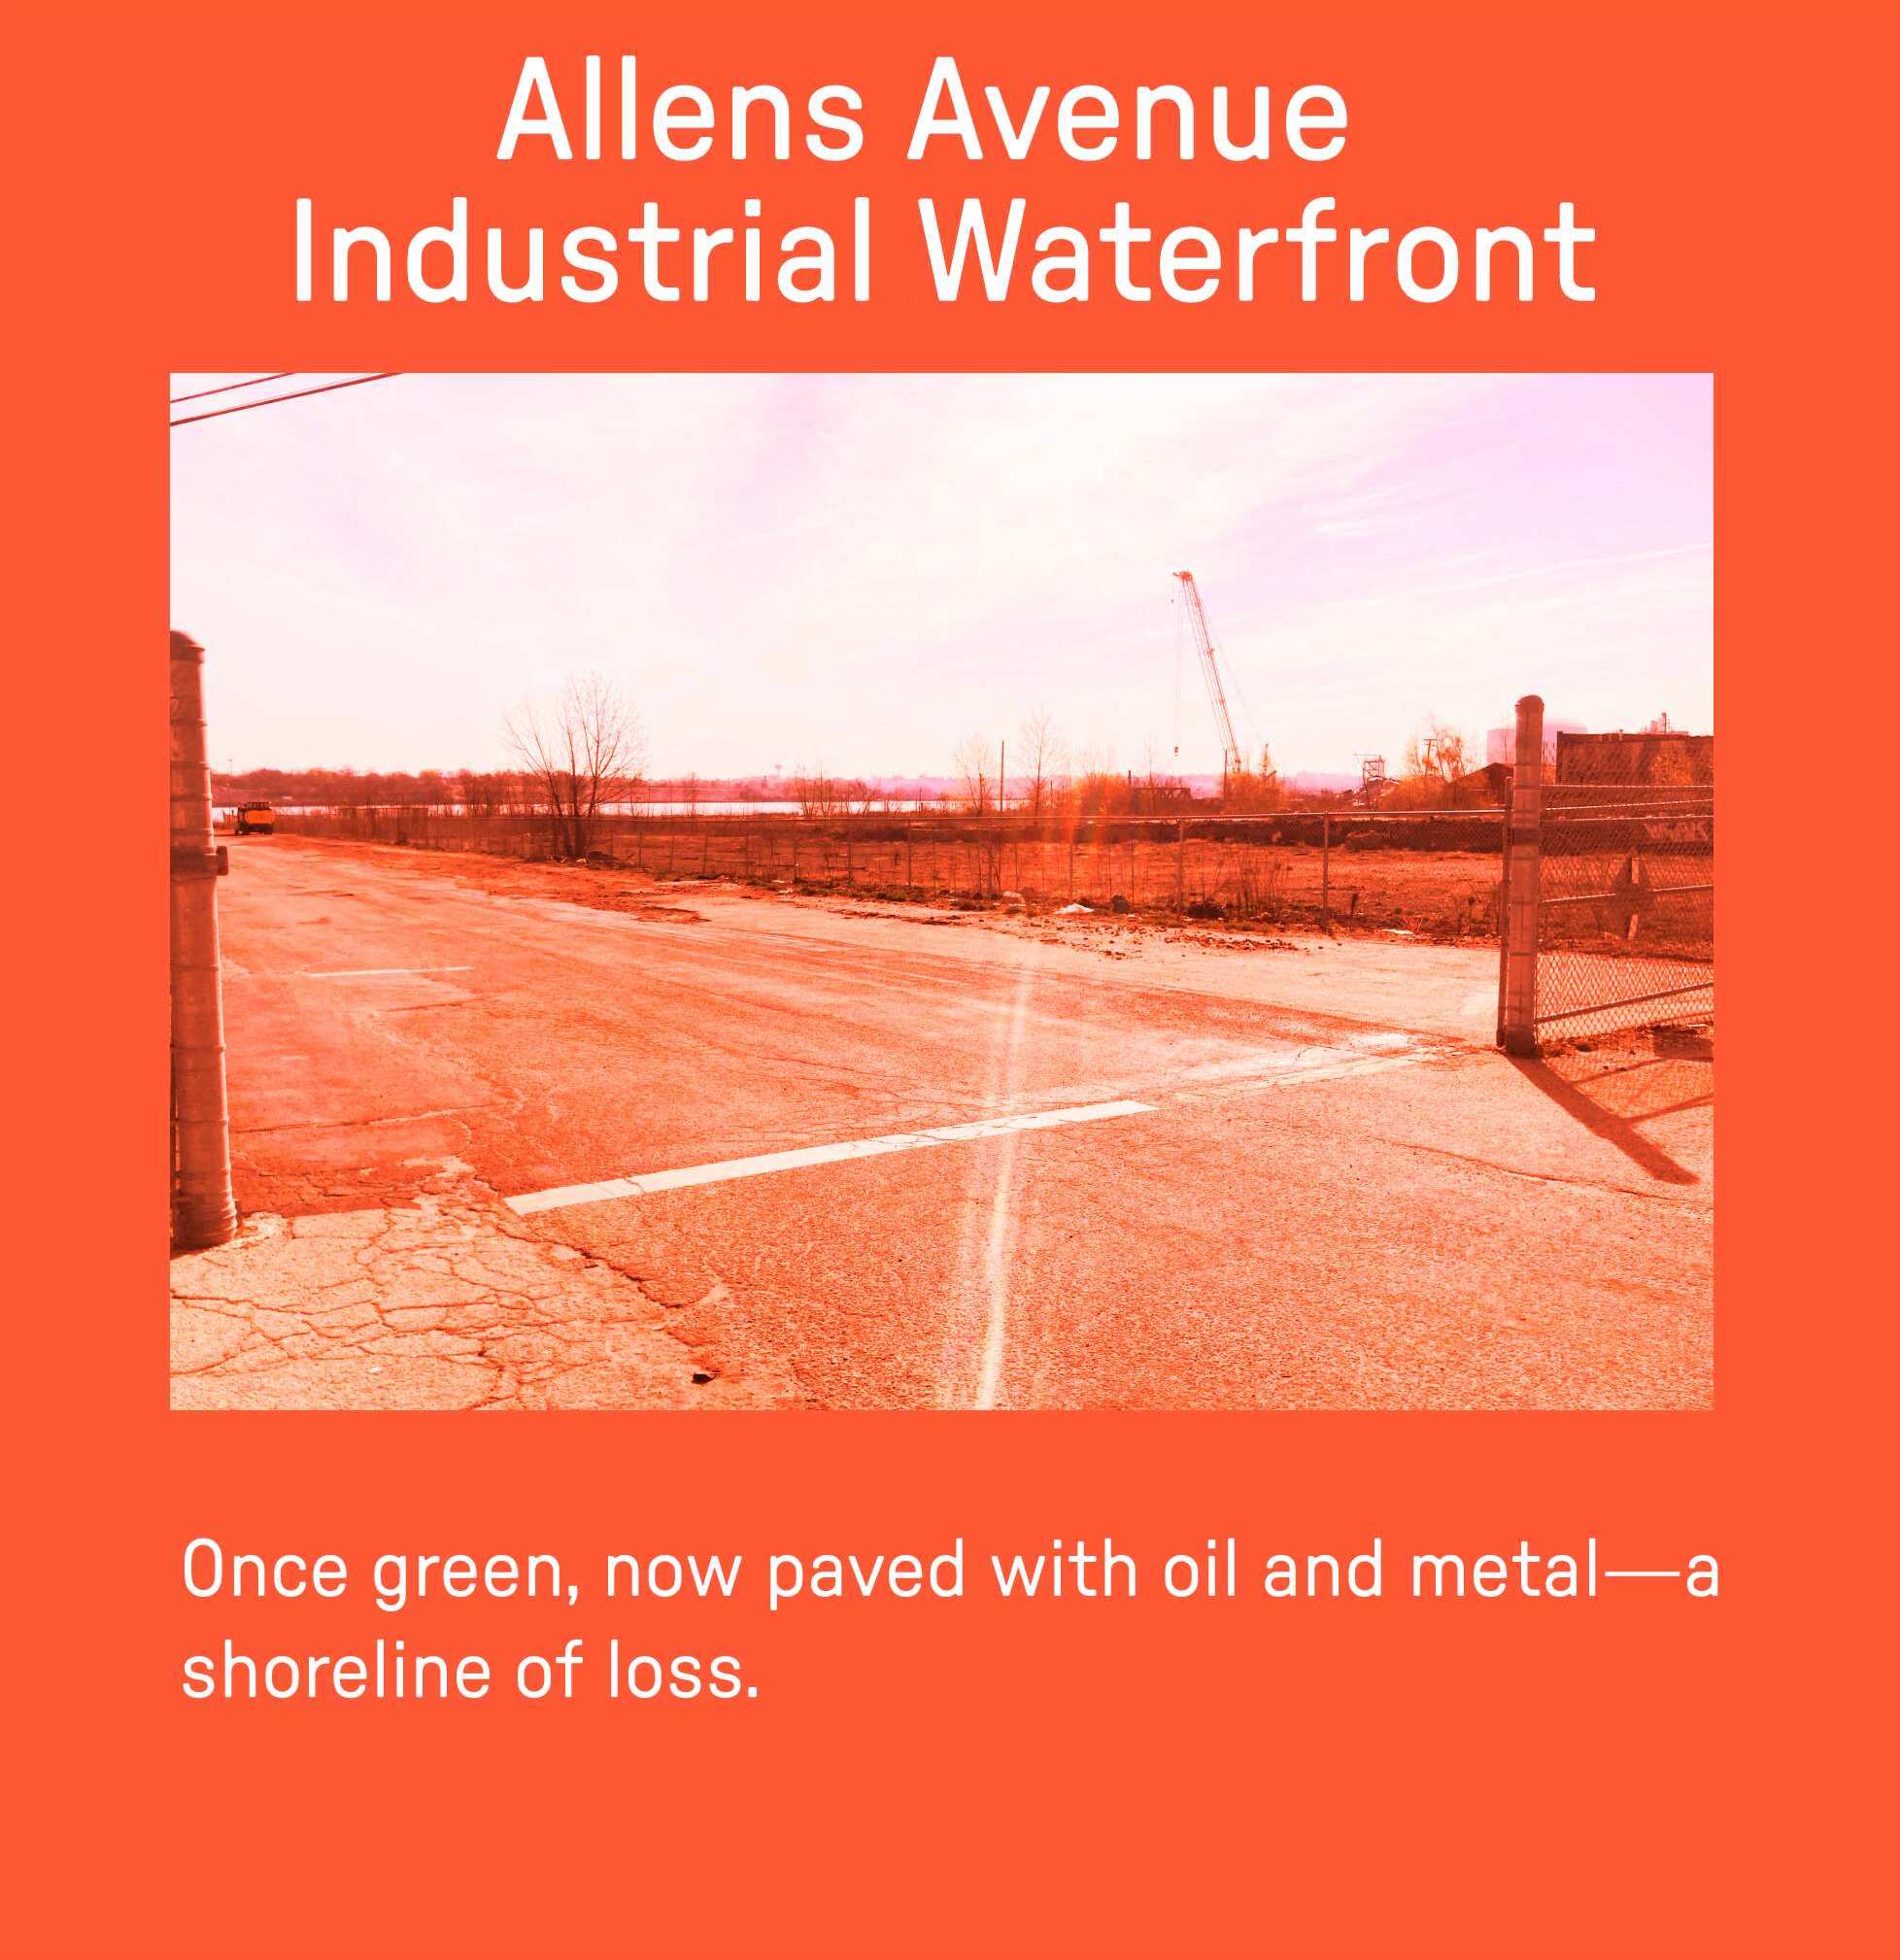 Allens Avenue
Industrial Waterfront
Once green, now paved with oil and metal—a
shoreline of loss.